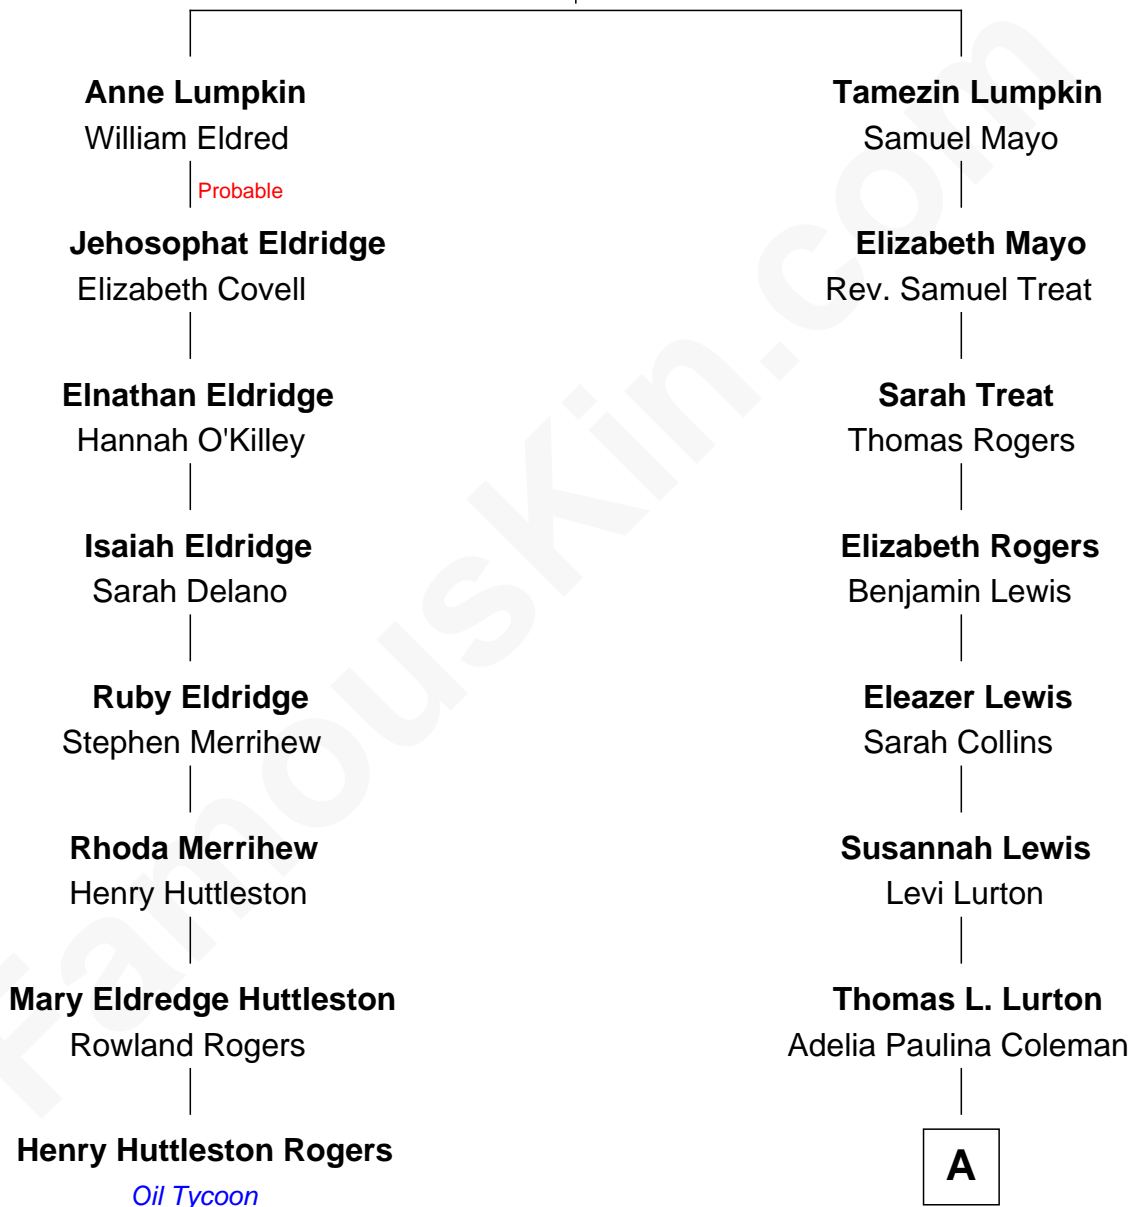 Anne Lumpkin
William Eldred
Probable
Jehosophat Eldridge
Elizabeth Covell
Elnathan Eldridge
Hannah O'Killey
Isaiah Eldridge
Sarah Delano
Ruby Eldridge
Stephen Merrihew
Rhoda Merrihew
Henry Huttleston
Mary Eldredge Huttleston
Rowland Rogers
Henry Huttleston Rogers
Oil Tycoon
Tamezin Lumpkin
Samuel Mayo
Elizabeth Mayo
Rev. Samuel Treat
Sarah Treat
Thomas Rogers
Elizabeth Rogers
Benjamin Lewis
Eleazer Lewis
Sarah Collins
Susannah Lewis
Levi Lurton
Thomas L. Lurton
Adelia Paulina Coleman
A
FamousKin.com